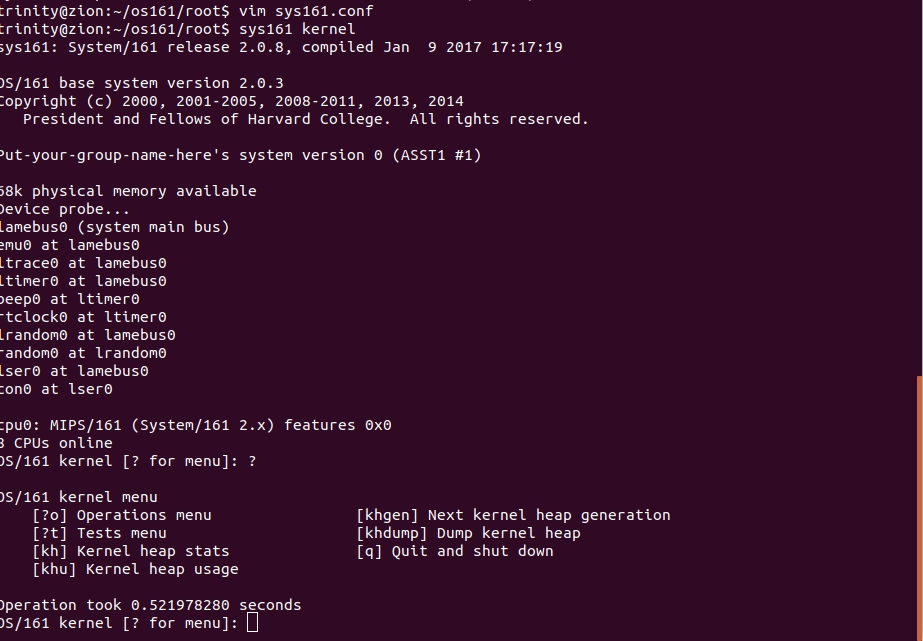 trinity@zion:~/os161/root$ vim sys161.conf
trinity@zion:~/os161/root$ sys161 kernel
sys161: System/161 release 2.0.8, compiled Jan  9 2017 17:17:19
OS/161 base system version 2.0.3
Copyright (c) 2000, 2001-2005, 2008-2011, 2013, 2014
   President and Fellows of Harvard College.  All rights reserved.
Put-your-group-name-here's system version 0 (ASST1 #1)
physical memory available
Device probe...
lamebus0 (system main bus)
emu0 at lamebus0
ltrace0 at lamebus0
ltimer0 at lamebus0
beep0 at ltimer0
rtclock0 at ltimer0
lrandom0 at lamebus0
random0 at lrandom0
lser0 at lamebus0
con0 at lser0
cpu0: MIPS/161 (System/161 2.x) features 0x0
CPUs online
OS/161 kernel [? for menu]: ?
OS/161 kernel menu
    [?o] Operations menu                [khgen] Next kernel heap generation
    [?t] Tests menu                     [khdump] Dump kernel heap
    [kh] Kernel heap stats              [q] Quit and shut down
    [khu] Kernel heap usage
Operation took 0.521978280 seconds
OS/161 kernel [? for menu]: